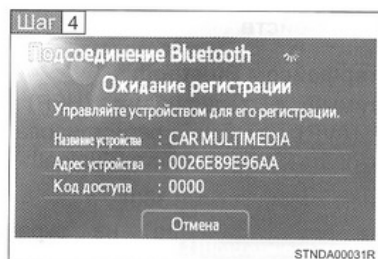 Шаг 4
Подсоединение Bluetooth
Ожидание регистрации
Управляйте устройством для его регистрации.
Название устройства : CAR MULTIMEDIA
Адрес устройства : 0026E89E96AA
Код доступа : 0000
Отмена
STNDA00031R